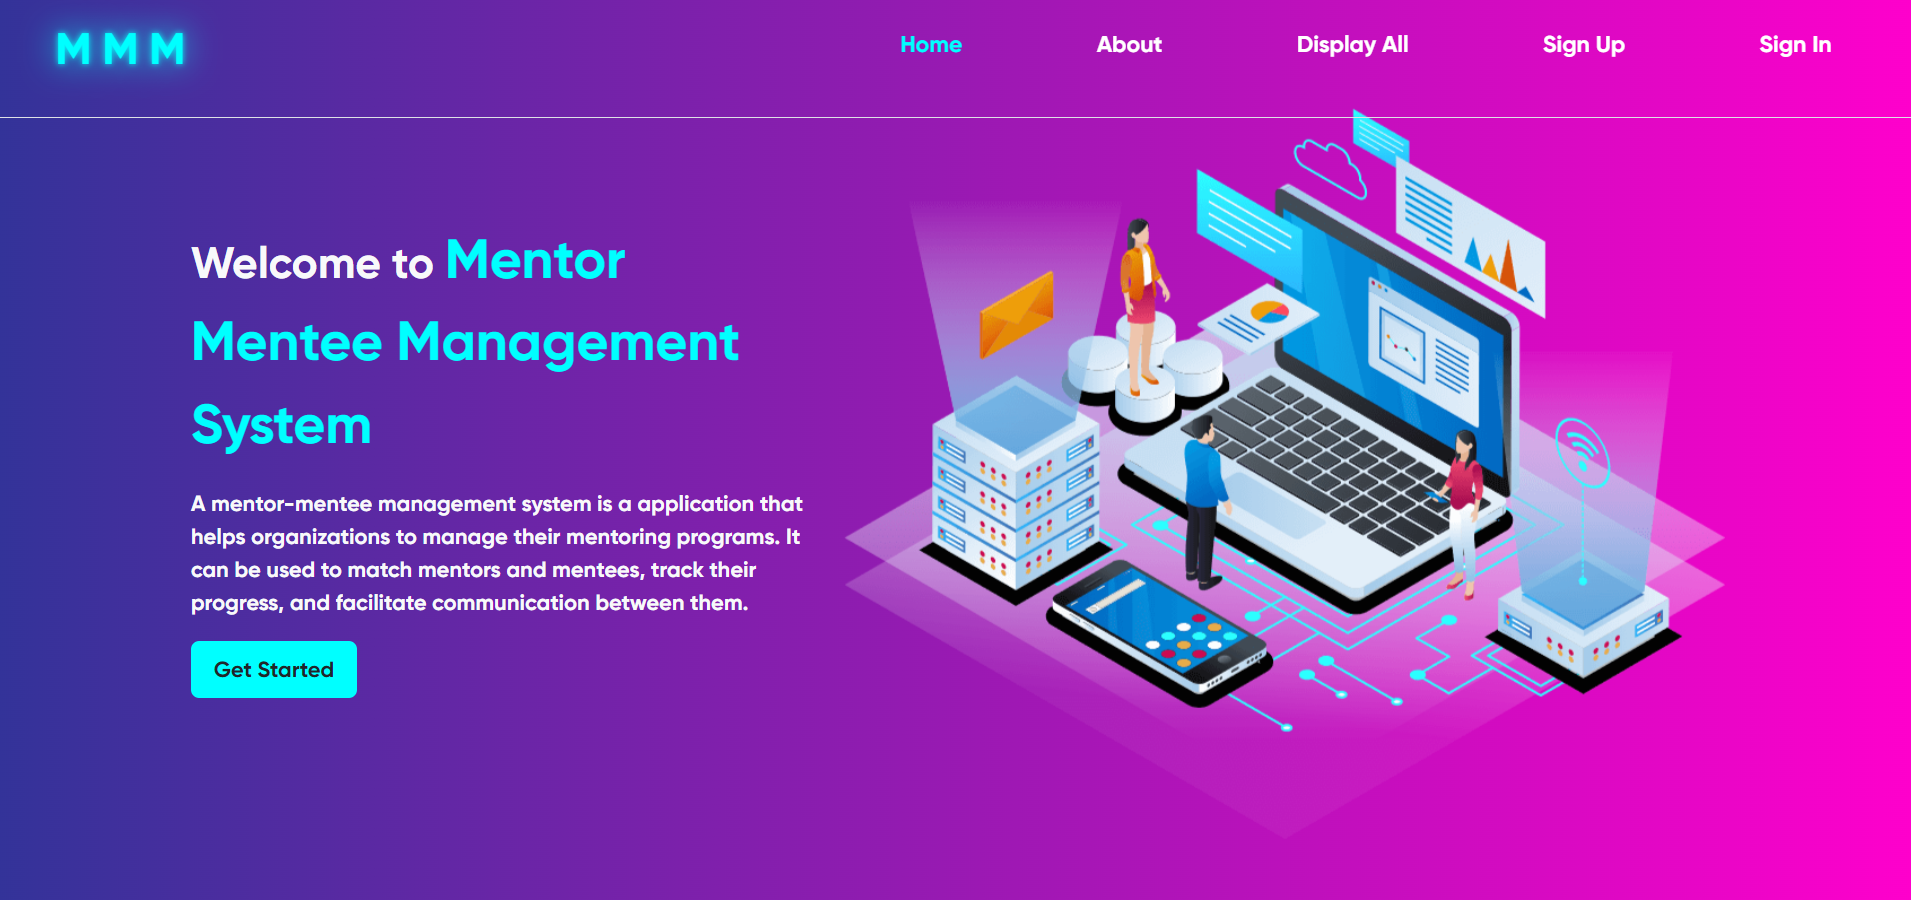 M M M
Home About Display All Sign Up Sign In
Welcome to Mentor
Mentee Management
System
A mentor-mentee management system is a application that
helps organizations to manage their mentoring programs. It
can be used to match mentors and mentees, track their
progress, and facilitate communication between them.
Get Started